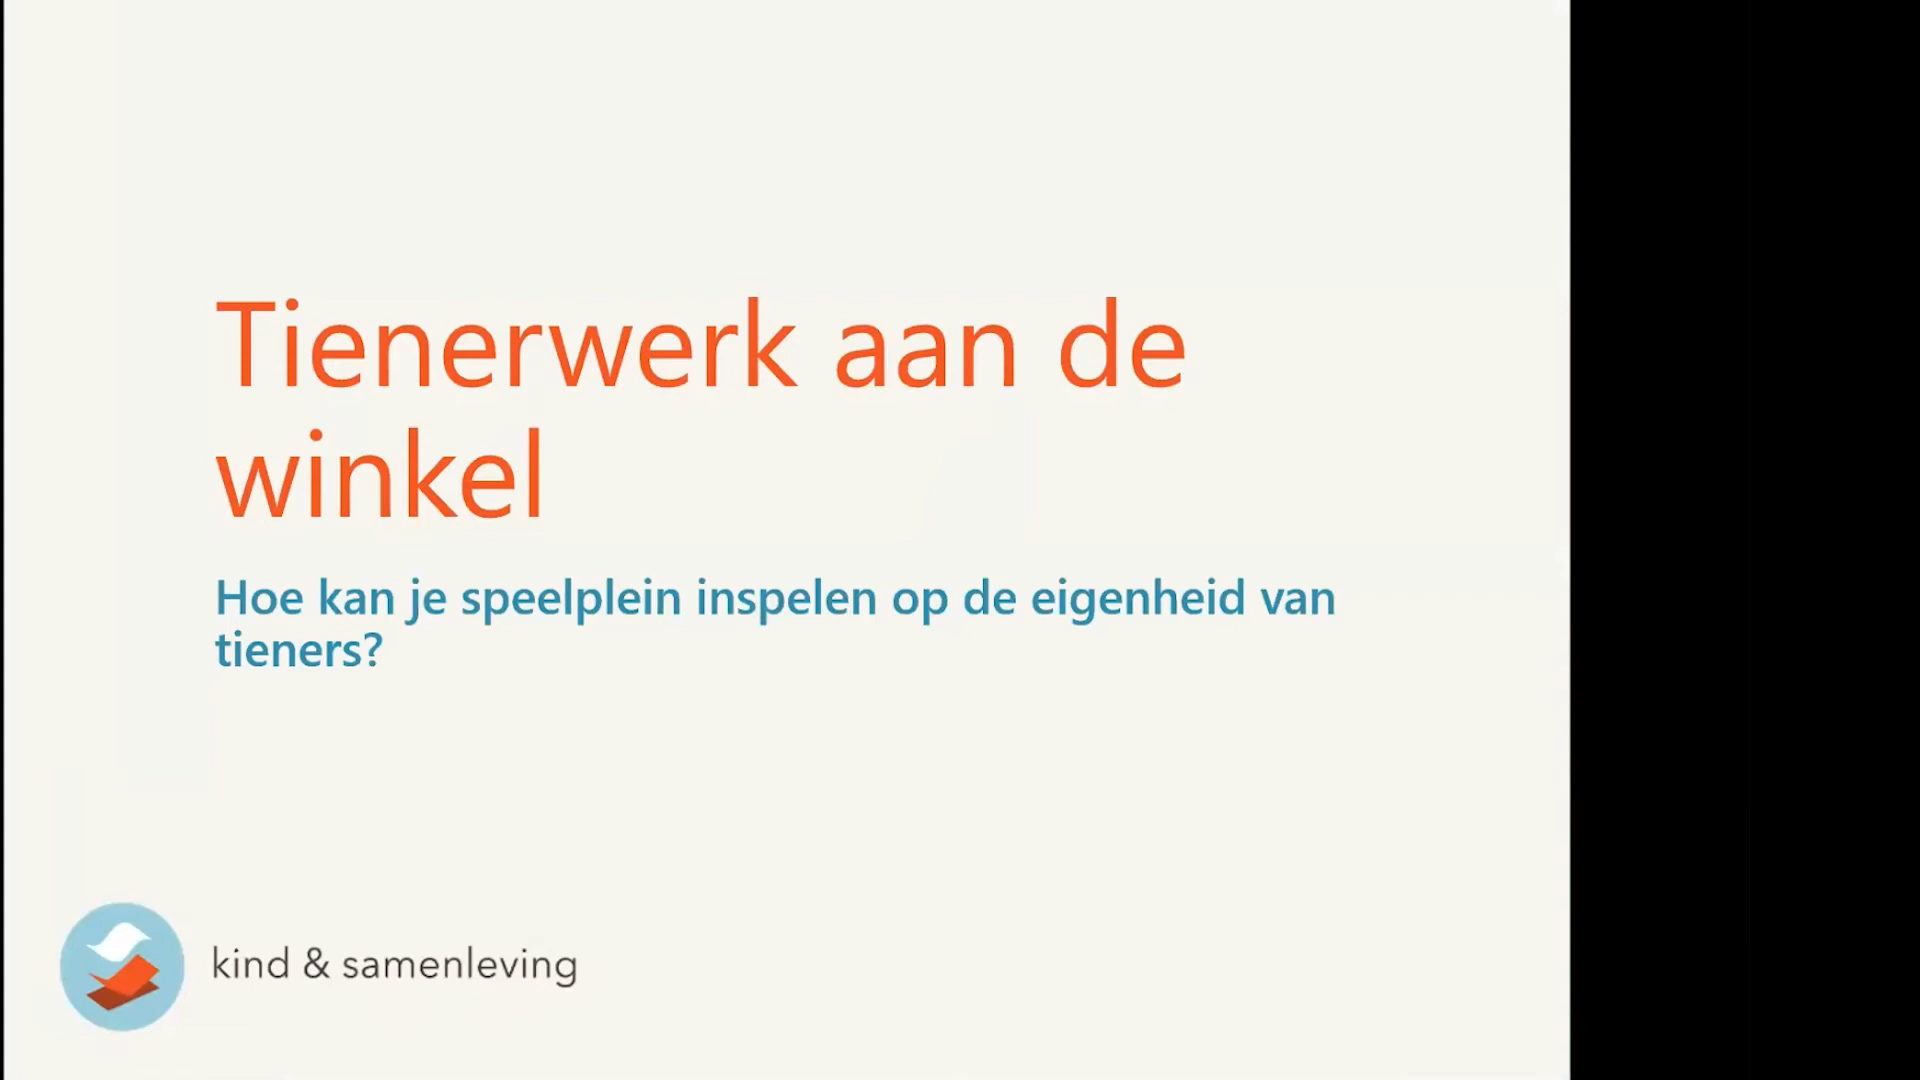 Tienerwerk aan de
winkel
Hoe kan je speelplein inspelen op de eigenheid van
tieners?
kind & samenleving